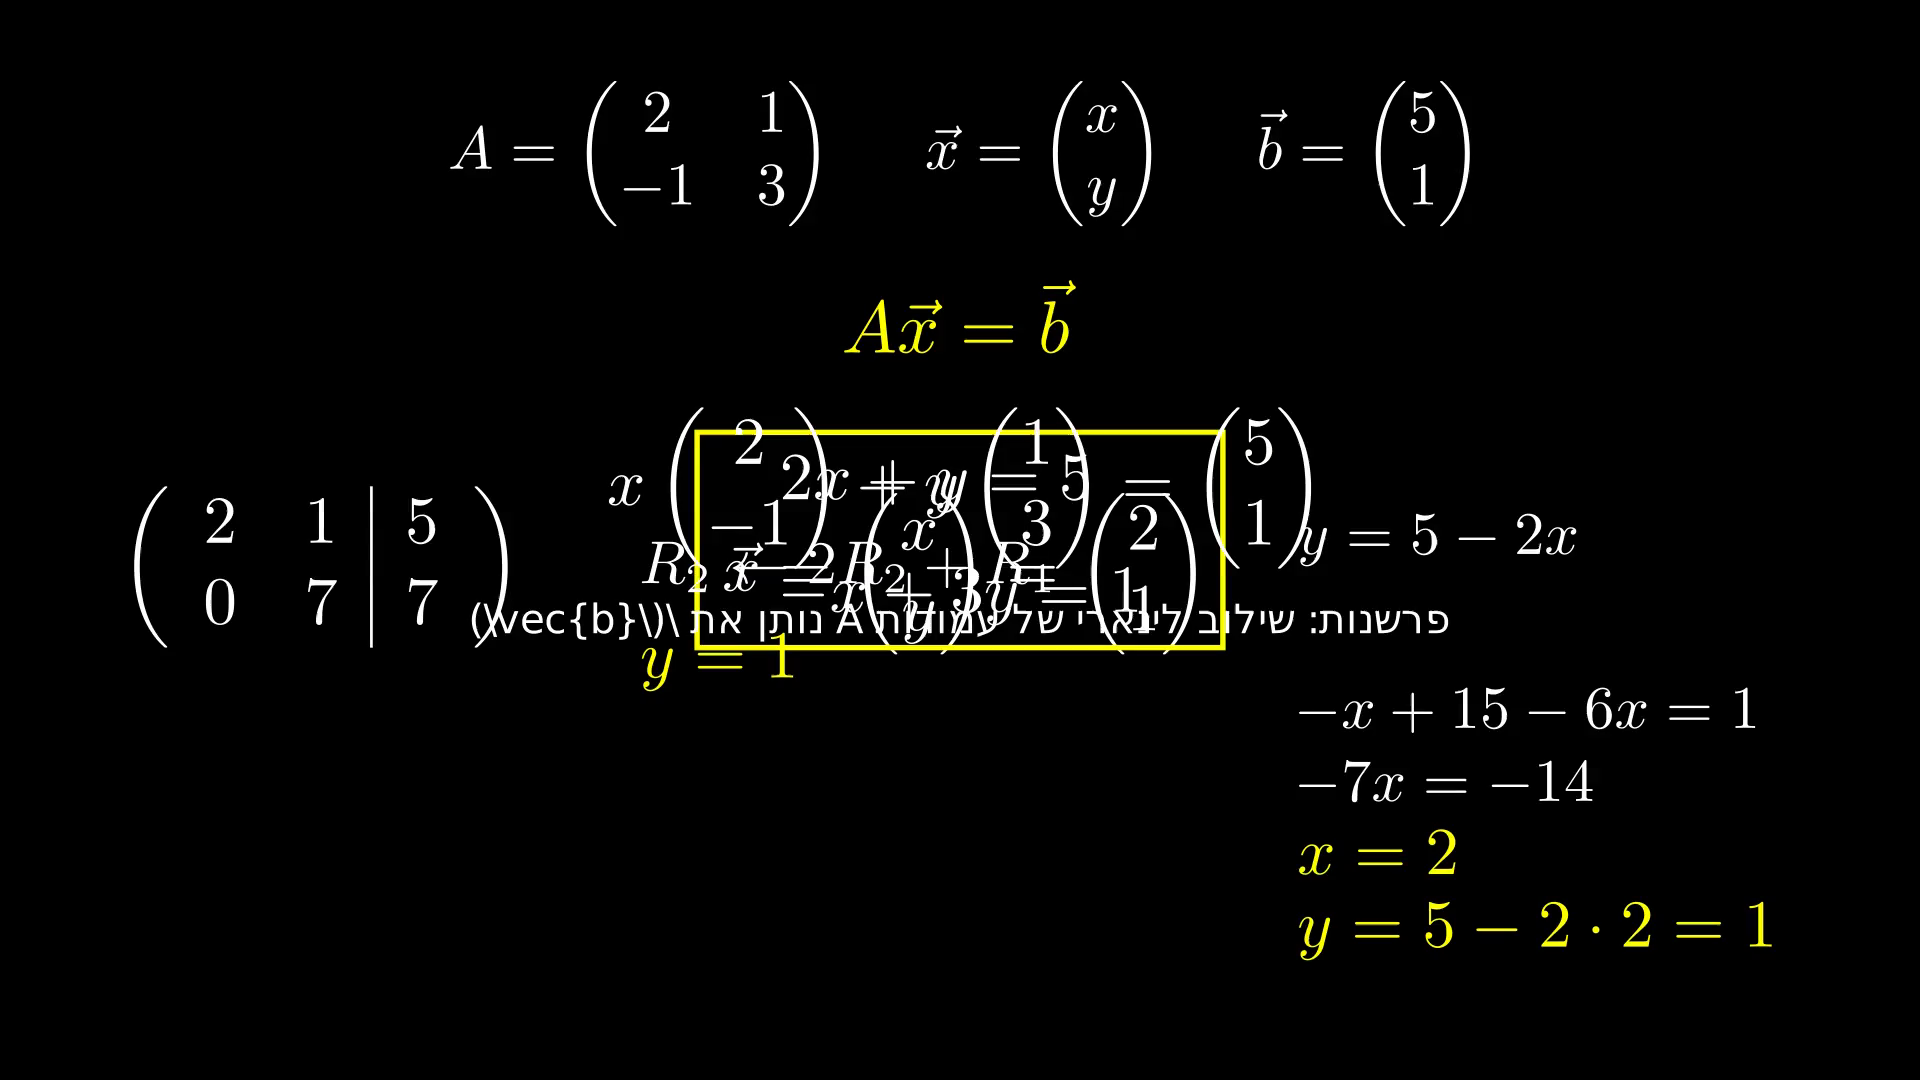 A = ( 2 1 ; −1 3 ) x⃗ = ( x ; y ) b⃗ = ( 5 ; 1 )
Ax⃗ = b⃗
x ( 2 ; −1 ) + y ( 1 ; 3 ) = ( 5 ; 1 )
2x + y = 5
−x + 3y = 1
( 2 1 | 5 ; 0 7 | 7 )
R₂ ← 2R₂ + R₁
x⃗ = ( x ; y ) = ( 2 ; 1 )
פרשנות: שילוב לינארי של עמודות A נותן את \(\vec{b}\)
y = 1
y = 5 − 2x
−x + 15 − 6x = 1
−7x = −14
x = 2
y = 5 − 2 · 2 = 1